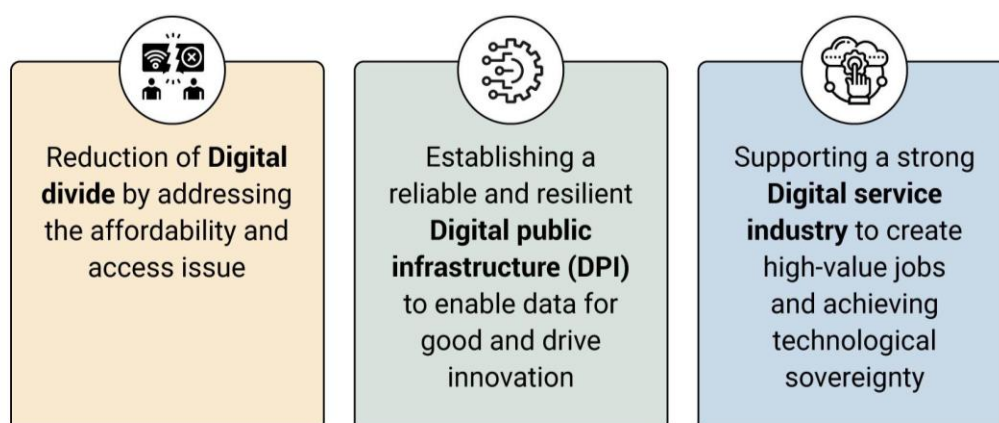 Reduction of Digital
divide by addressing
the affordability and
access issue
Establishing a
reliable and resilient
Digital public
infrastructure (DPI)
to enable data for
good and drive
innovation
Supporting a strong
Digital service
industry to create
high-value jobs
and achieving
technological
sovereignty